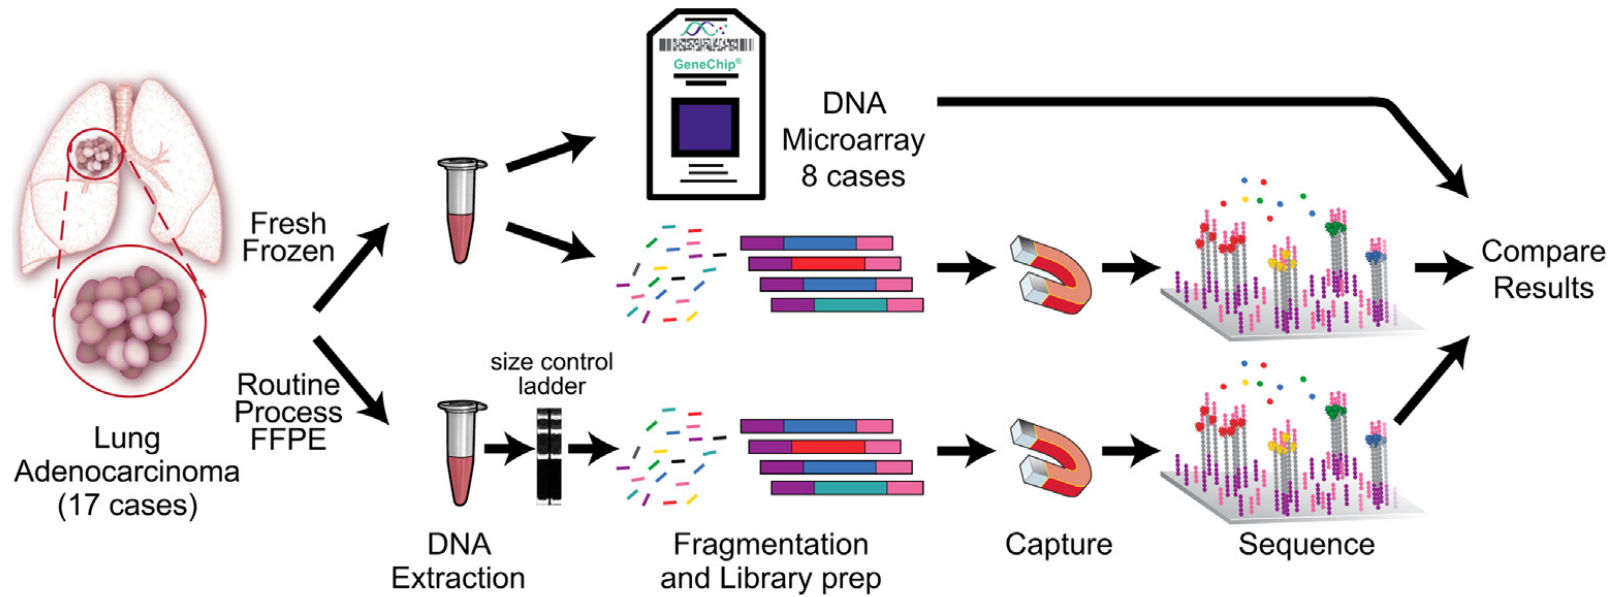 GeneChip®
DNA
Microarray
8 cases
Fresh
Frozen
Compare
Results
size control
ladder
Routine
Process
FFPE
Lung
Adenocarcinoma
(17 cases)
DNA
Extraction
Fragmentation
and Library prep
Capture
Sequence